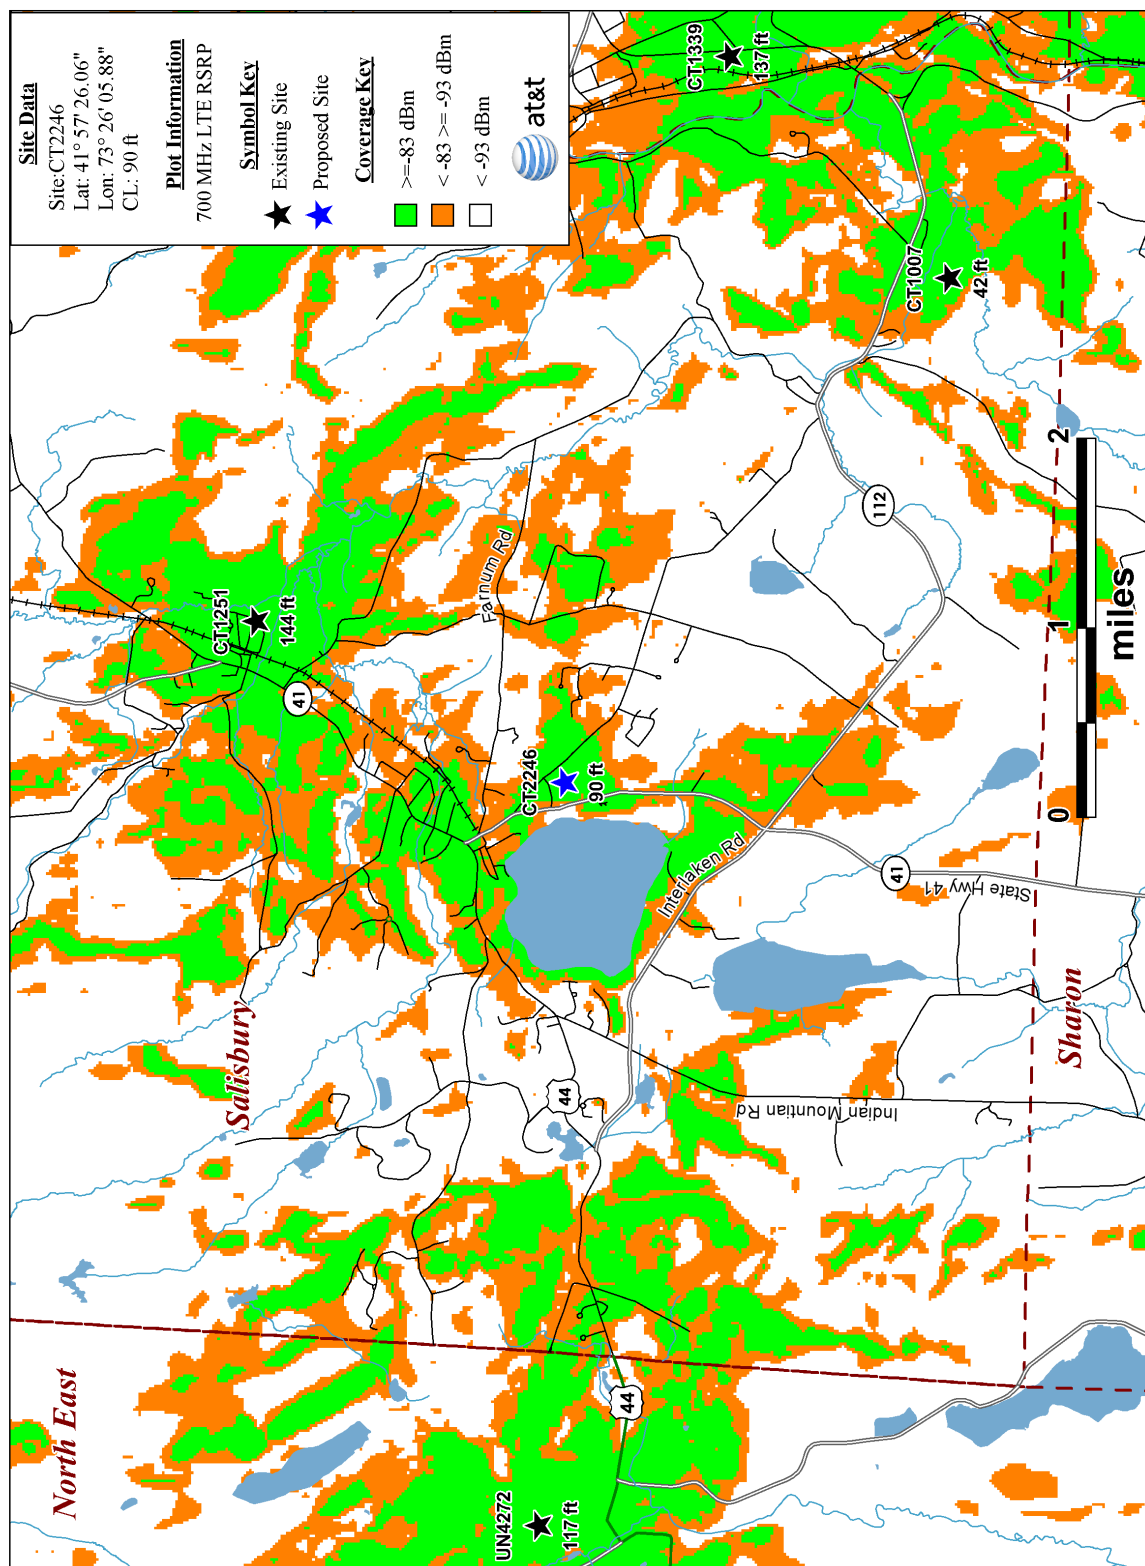 Site Data
Site:CT2246
Lat: 41° 57' 26.06"
Lon: 73° 26' 05.88"
CL: 90 ft
Plot Information
700 MHz LTE RSRP
Symbol Key
Existing Site
Proposed Site
Coverage Key
>=-83 dBm
< -83 >= -93 dBm
< -93 dBm
at&t
North East
Salisbury
Sharon
CT1251
144 ft
41
Farnum Rd
CT2246
90 ft
Interlaken Rd
41
State Hwy 41
44
Indian Mountian Rd
UN4272
117 ft
44
CT1339
137 ft
CT1007
42 ft
112
0
1
2
miles